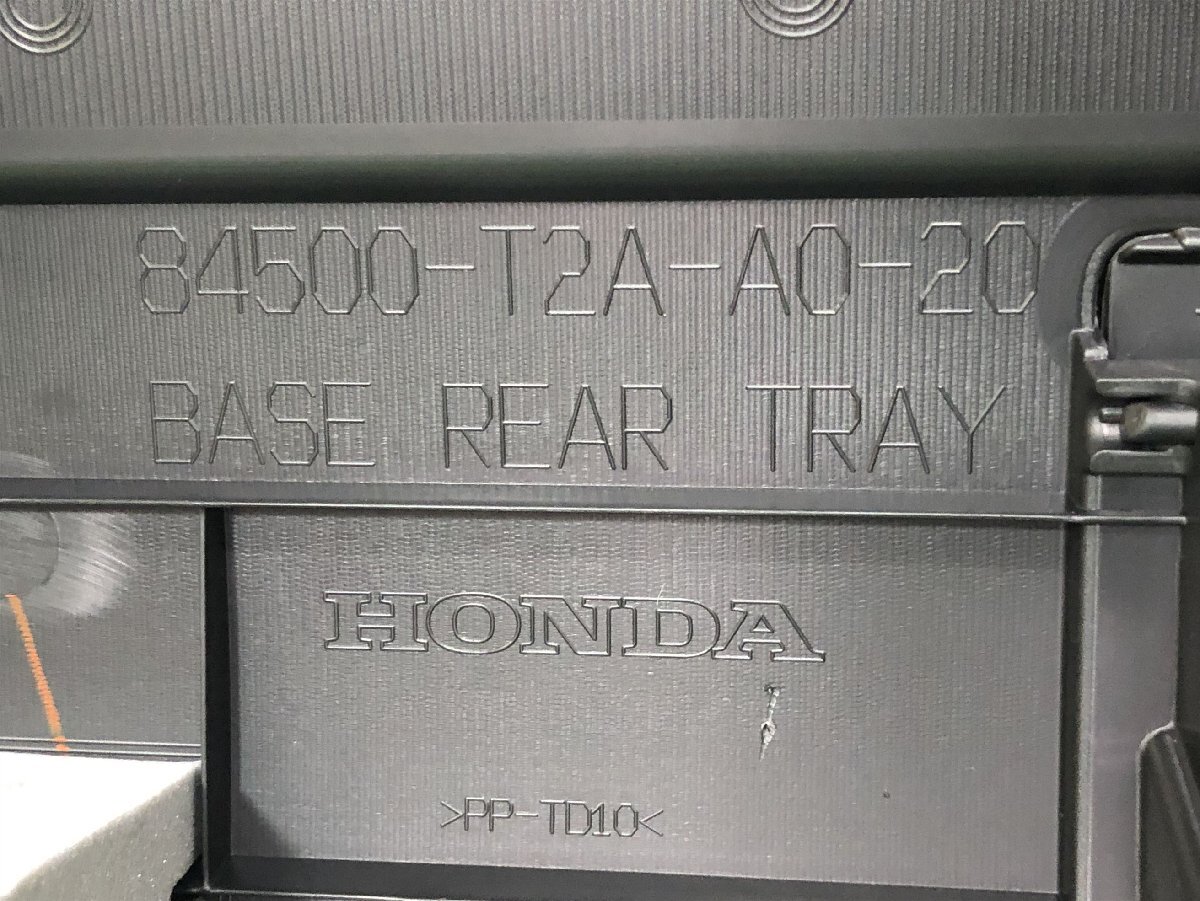 84500-T2A-A0-20
BASE REAR TRAY
HONDA
>PP-TD10<